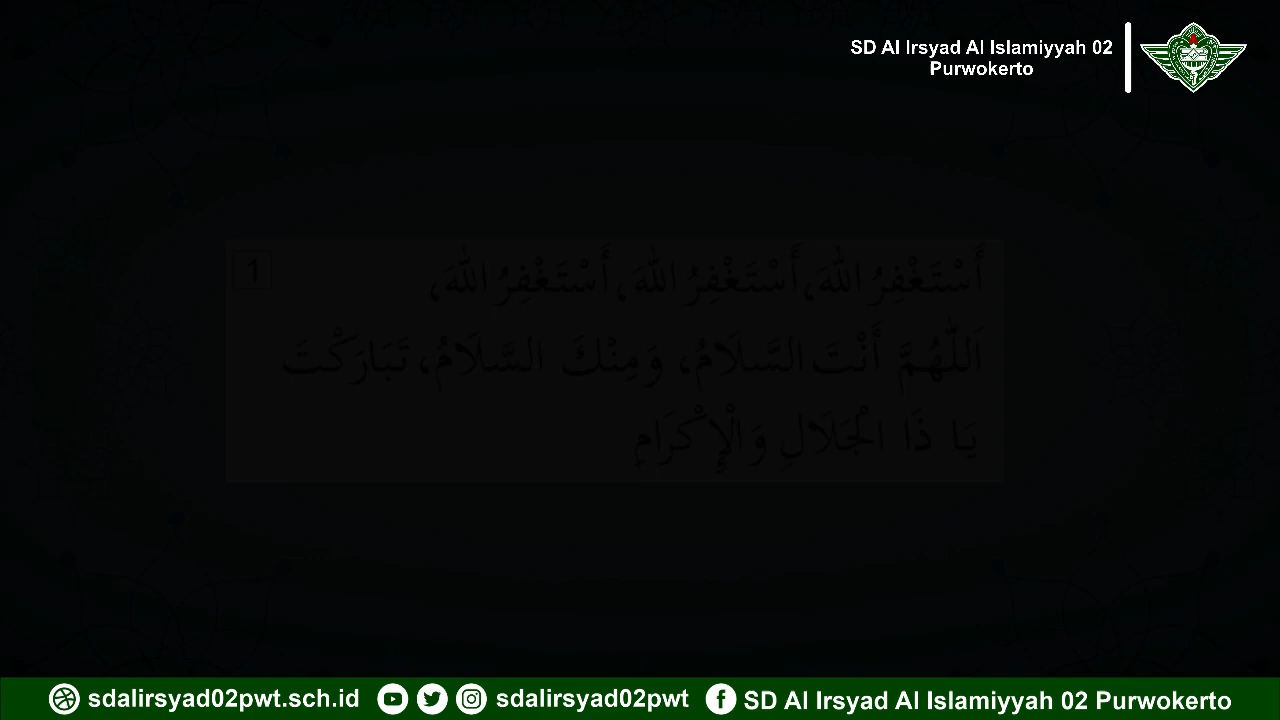 SD Al Irsyad Al Islamiyyah 02
Purwokerto
1
أَسْتَغْفِرُ اللهَ، أَسْتَغْفِرُ اللهَ، أَسْتَغْفِرُ اللهَ،
اَللّٰهُمَّ أَنْتَ السَّلَامُ، وَمِنْكَ السَّلَامُ، تَبَارَكْتَ
يَا ذَا الْجَلَالِ وَالْإِكْرَامِ
sdalirsyad02pwt.sch.id sdalirsyad02pwt SD Al Irsyad Al Islamiyyah 02 Purwokerto